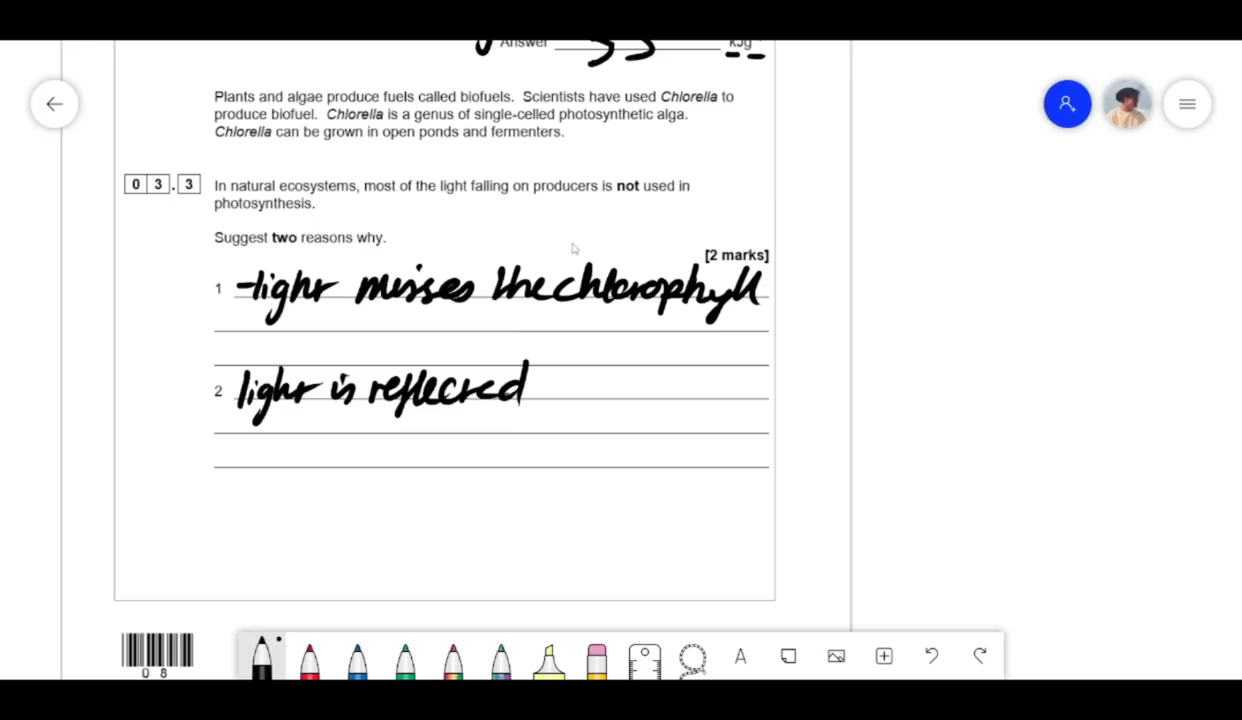 Answer 33 kJg⁻¹
Plants and algae produce fuels called biofuels. Scientists have used Chlorella to
produce biofuel. Chlorella is a genus of single-celled photosynthetic alga.
Chlorella can be grown in open ponds and fermenters.
0 3 . 3 In natural ecosystems, most of the light falling on producers is not used in
photosynthesis.
Suggest two reasons why.
[2 marks]
1 -light misses the chlorophyll
2 light is reflected
0 8
A